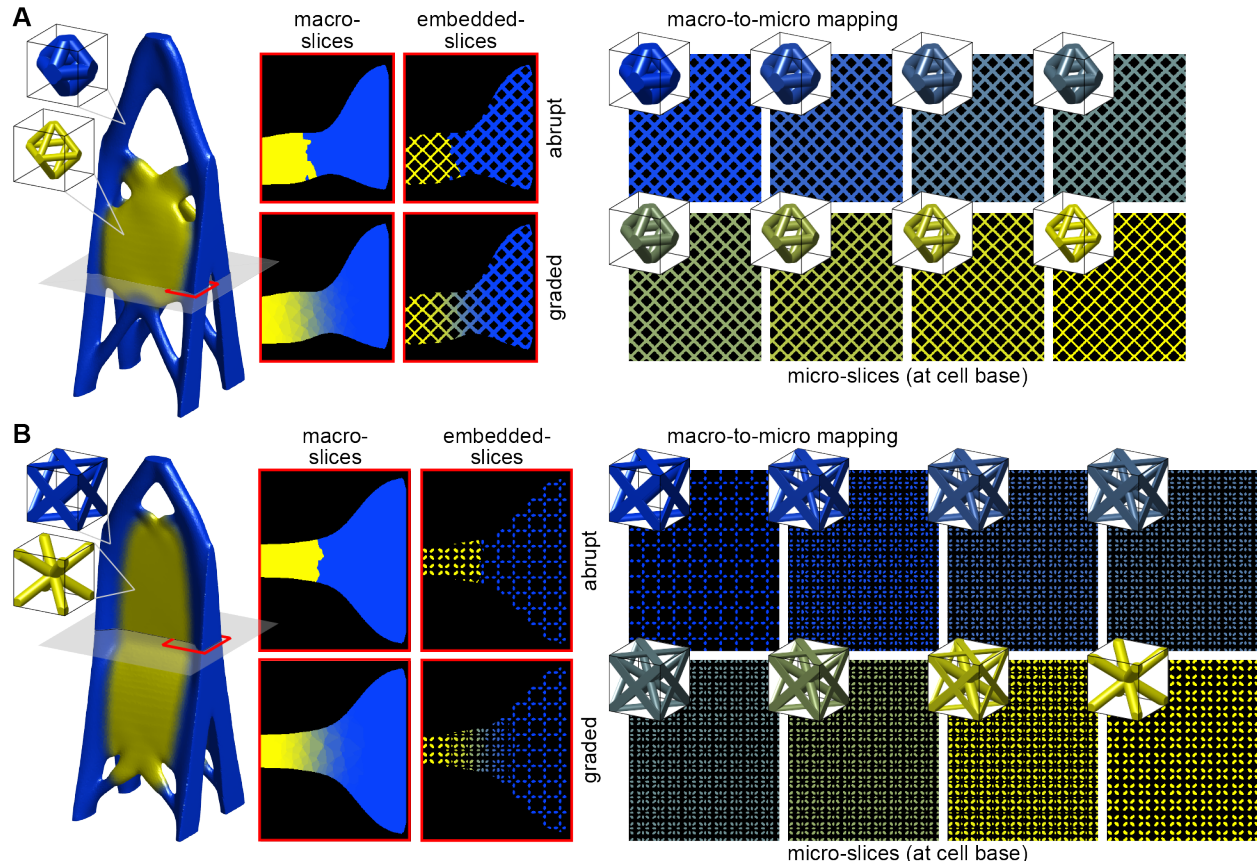 A
macro-
slices
embedded-
slices
macro-to-micro mapping
abrupt
graded
micro-slices (at cell base)
B
macro-
slices
embedded-
slices
macro-to-micro mapping
abrupt
graded
micro-slices (at cell base)